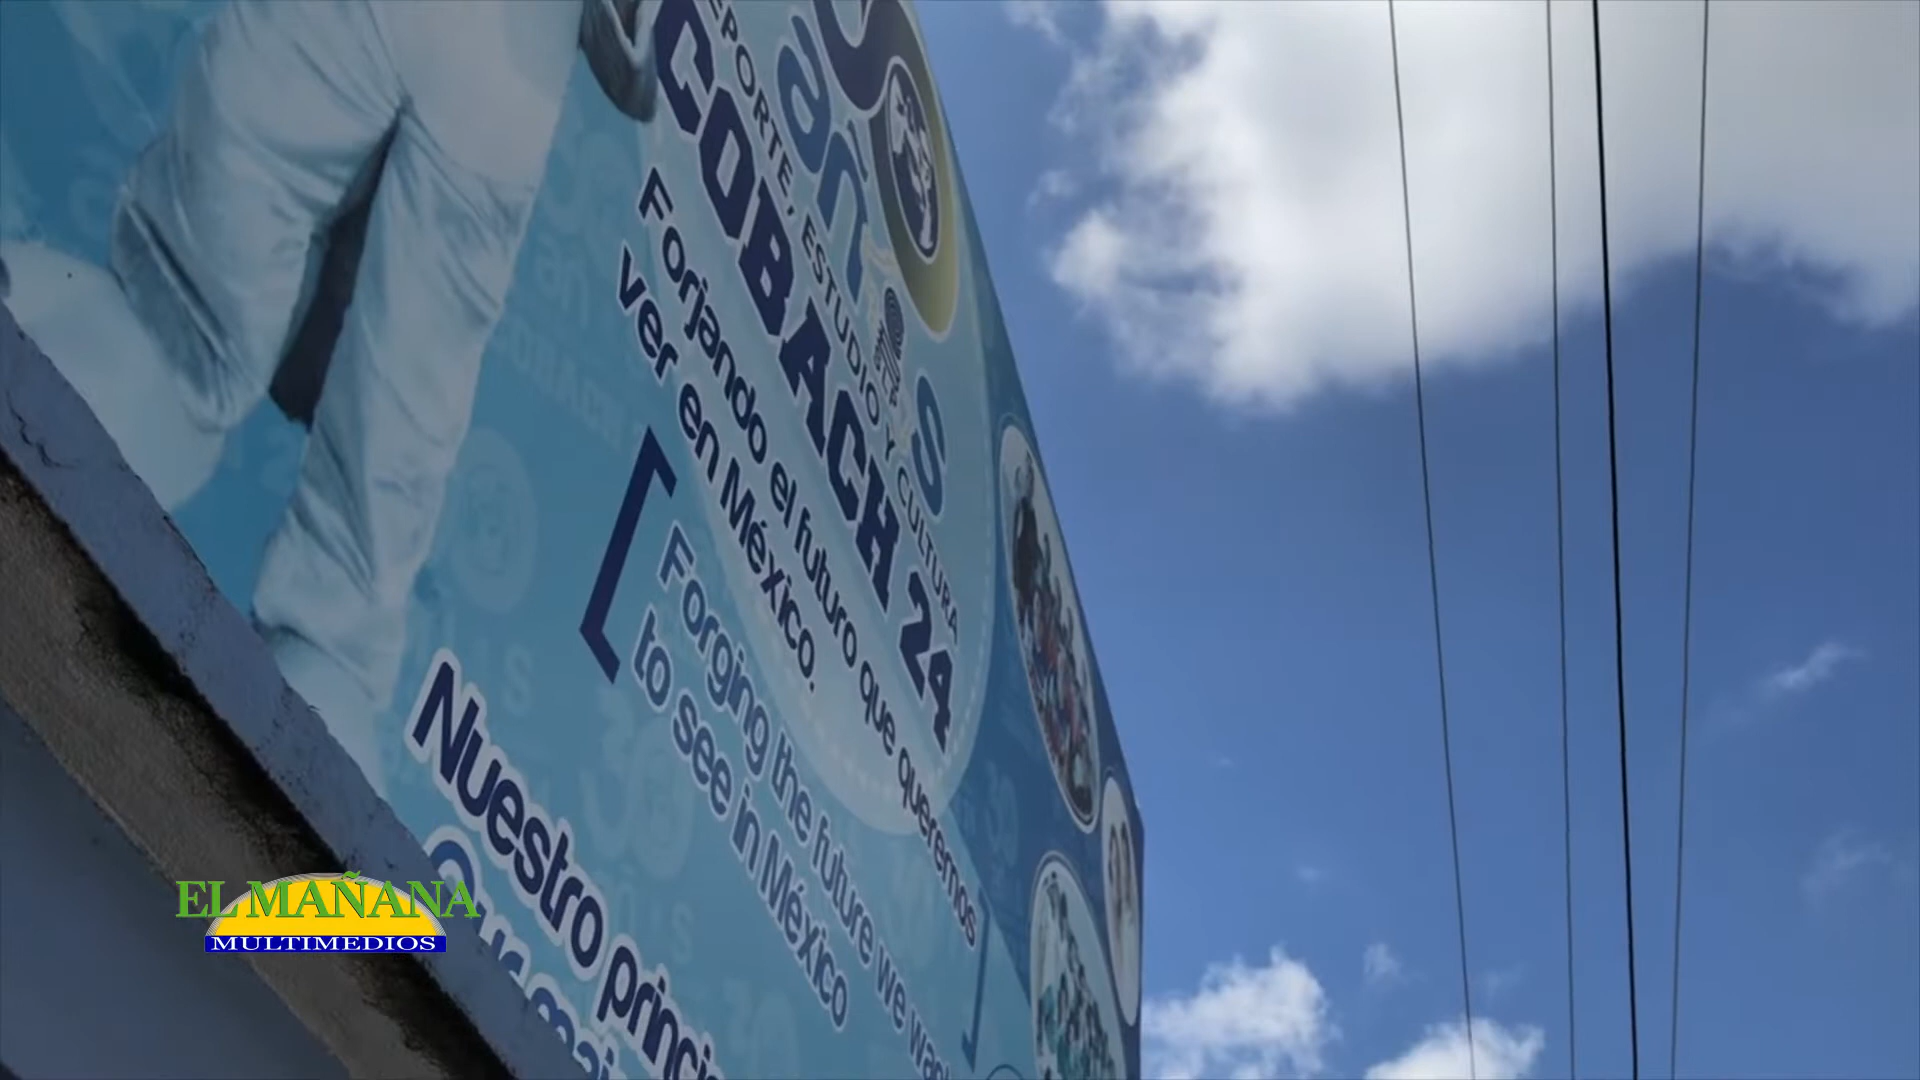 años
DEPORTE, ESTUDIO Y CULTURA
COBACH 24
Forjando el futuro que queremos
ver en México.
Forging the future we want
to see in México
Nuestro
EL MAÑANA
MULTIMEDIOS